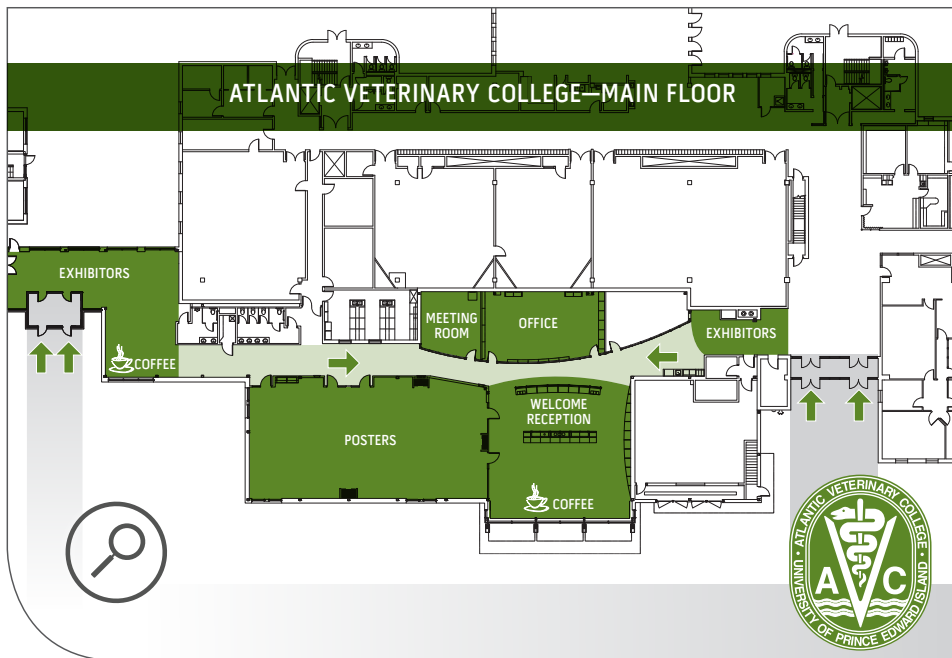 ATLANTIC VETERINARY COLLEGE—MAIN FLOOR
EXHIBITORS
MEETING
ROOM
OFFICE
EXHIBITORS
COFFEE
WELCOME
RECEPTION
POSTERS
COFFEE
ATLANTIC VETERINARY COLLEGE •
UNIVERSITY OF PRINCE EDWARD ISLAND •
A V C